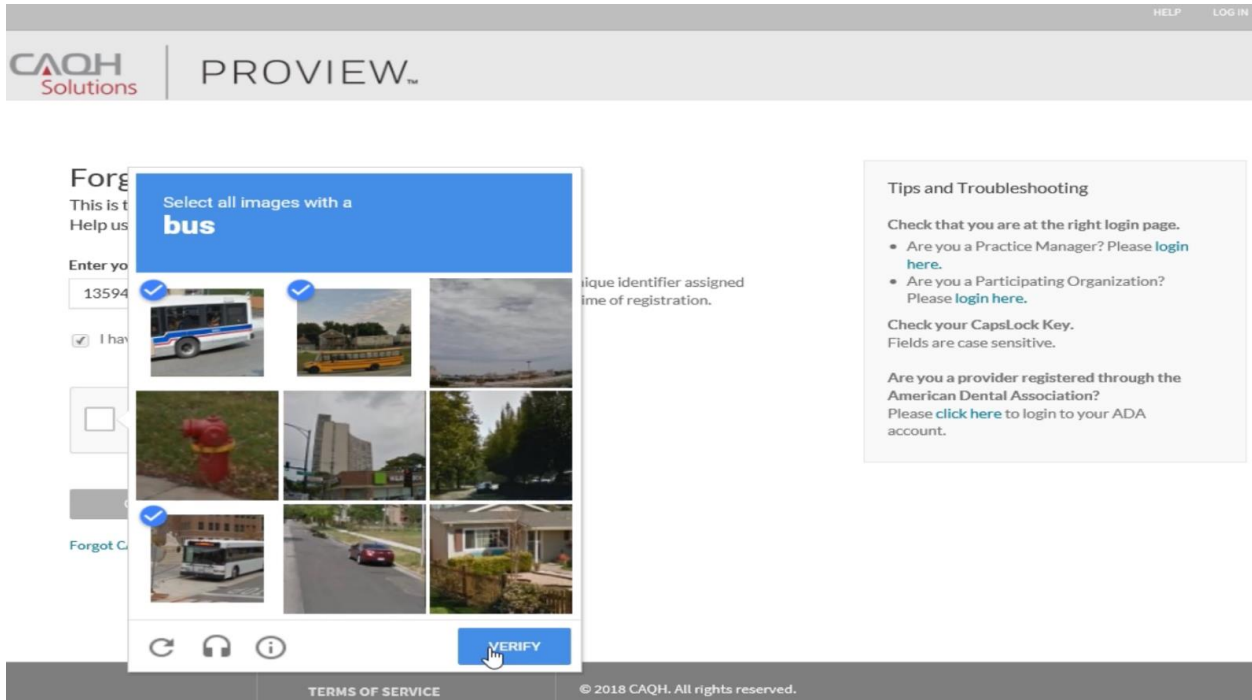 HELP LOG IN
CAQH
Solutions
PROVIEW™
Forg
This is t
Help us
Enter yo
13594
ique identifier assigned
ime of registration.
I hav
Forgot CA
Select all images with a
bus
VERIFY
Tips and Troubleshooting
Check that you are at the right login page.
• Are you a Practice Manager? Please login
here.
• Are you a Participating Organization?
Please login here.
Check your CapsLock Key.
Fields are case sensitive.
Are you a provider registered through the
American Dental Association?
Please click here to login to your ADA
account.
TERMS OF SERVICE
© 2018 CAQH. All rights reserved.